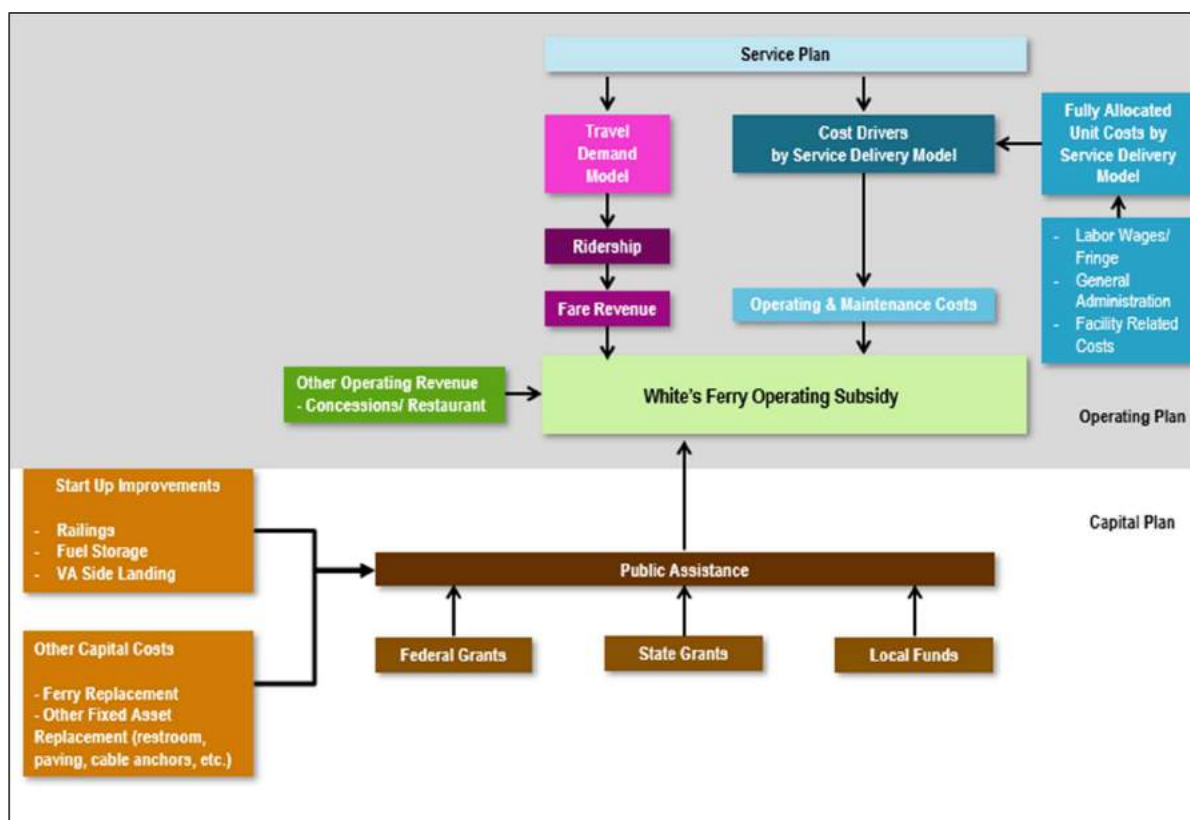 Service Plan
Travel
Demand
Model
Cost Drivers
by Service Delivery Model
Fully Allocated
Unit Costs by
Service Delivery
Model
- Labor Wages/
Fringe
- General
Administration
- Facility Related
Costs
Ridership
Fare Revenue
Operating & Maintenance Costs
Other Operating Revenue
- Concessions/ Restaurant
White's Ferry Operating Subsidy
Operating Plan
Start Up Improvements
- Railings
- Fuel Storage
- VA Side Landing
Capital Plan
Public Assistance
Federal Grants
State Grants
Local Funds
Other Capital Costs
- Ferry Replacement
- Other Fixed Asset
Replacement (restroom,
paving, cable anchors, etc.)